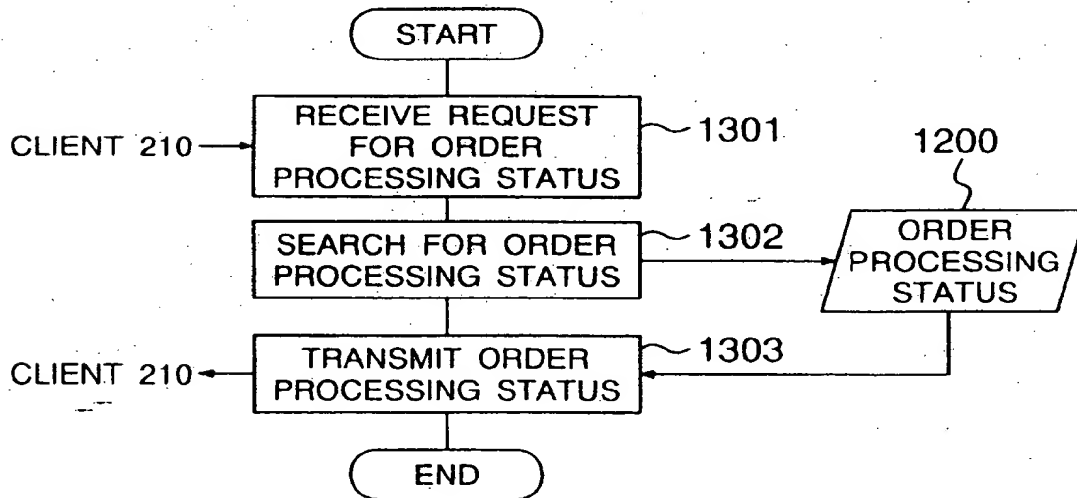 START
RECEIVE REQUEST
FOR ORDER
PROCESSING STATUS
1301
CLIENT 210
1200
SEARCH FOR ORDER
PROCESSING STATUS
1302
ORDER
PROCESSING
STATUS
TRANSMIT ORDER
PROCESSING STATUS
1303
CLIENT 210
END